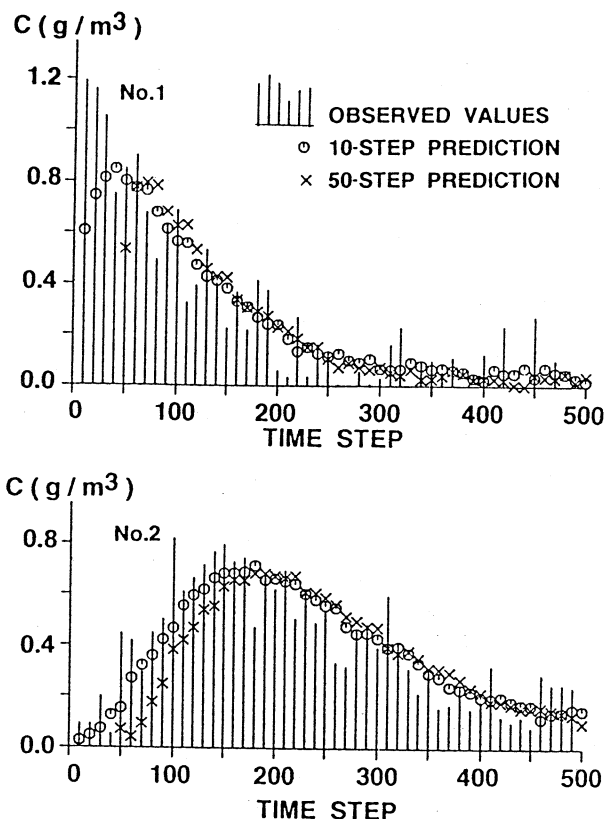 C (g/m3)
1.2
No.1
OBSERVED VALUES
10-STEP PREDICTION
0.8
50-STEP PREDICTION
0.4
0.0
0 100 200 300 400 500
TIME STEP
C (g/m3)
No.2
0.8
0.4
0.0
0 100 200 300 400 500
TIME STEP